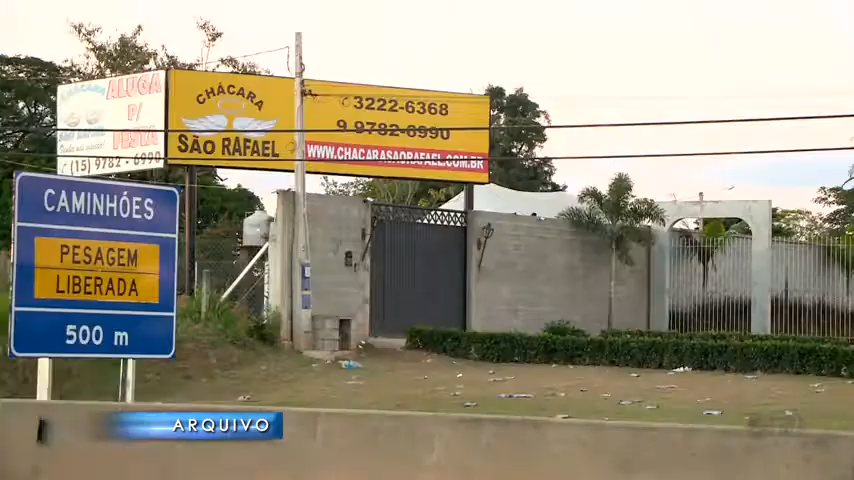 CHÁCARA
ALUGA
P/
FESTA
(15) 9782 - 6990
CHÁCARA
SÃO RAFAEL
3222-6368
9 9782-6990
WWW.CHACARASAORAFAEL.COM.BR
CAMINHÕES
PESAGEM
LIBERADA
500 m
ARQUIVO